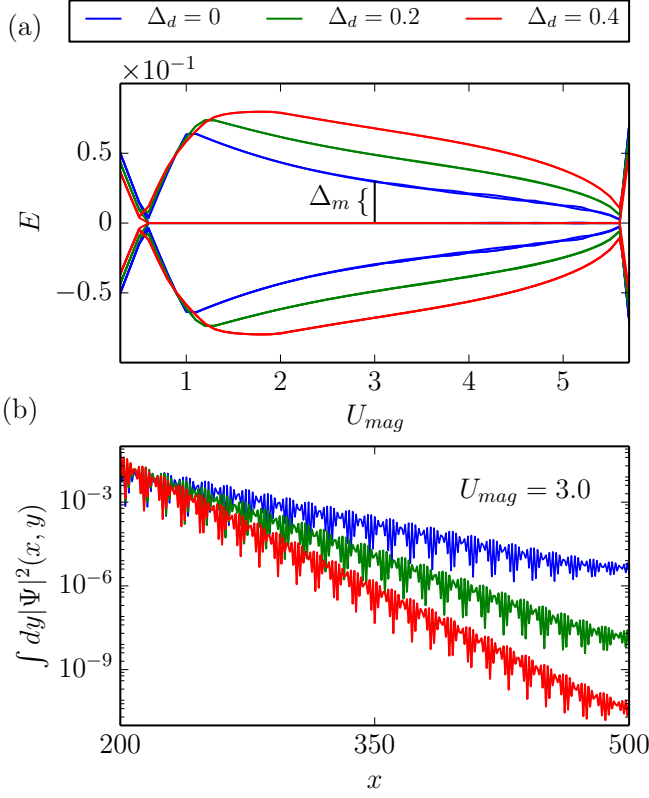 (a)
Δ_d = 0 Δ_d = 0.2 Δ_d = 0.4
×10⁻¹
0.5
0
−0.5
E
Δ_m {
1 2 3 4 5
U_mag
(b)
U_mag = 3.0
10⁻³
10⁻⁶
10⁻⁹
∫ dy|Ψ|²(x, y)
200 350 500
x